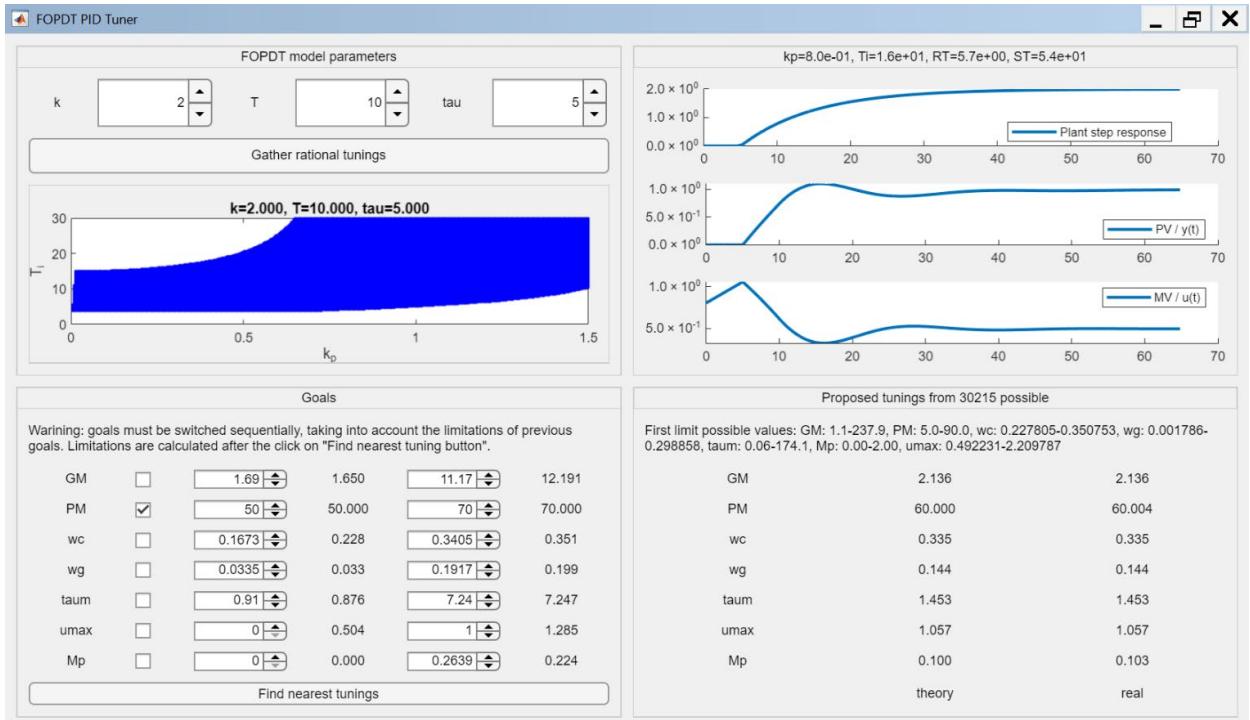 FOPDT PID Tuner
FOPDT model parameters
k 2 T 10 tau 5
Gather rational tunings
k=2.000, T=10.000, tau=5.000
30
20
10
0
Ti
0 0.5 1 1.5
kp
kp=8.0e-01, Ti=1.6e+01, RT=5.7e+00, ST=5.4e+01
2.0 × 10⁰
1.0 × 10⁰
0.0 × 10⁰
Plant step response
0 10 20 30 40 50 60 70
1.0 × 10⁰
5.0 × 10⁻¹
0.0 × 10⁰
PV / y(t)
0 10 20 30 40 50 60 70
1.0 × 10⁰
5.0 × 10⁻¹
MV / u(t)
0 10 20 30 40 50 60 70
Goals
Warining: goals must be switched sequentially, taking into account the limitations of previous
goals. Limitations are calculated after the click on "Find nearest tuning button".
GM 1.69 1.650 11.17 12.191
PM 50 50.000 70 70.000
wc 0.1673 0.228 0.3405 0.351
wg 0.0335 0.033 0.1917 0.199
taum 0.91 0.876 7.24 7.247
umax 0 0.504 1 1.285
Mp 0 0.000 0.2639 0.224
Find nearest tunings
Proposed tunings from 30215 possible
First limit possible values: GM: 1.1-237.9, PM: 5.0-90.0, wc: 0.227805-0.350753, wg: 0.001786-
0.298858, taum: 0.06-174.1, Mp: 0.00-2.00, umax: 0.492231-2.209787
GM 2.136 2.136
PM 60.000 60.004
wc 0.335 0.335
wg 0.144 0.144
taum 1.453 1.453
umax 1.057 1.057
Mp 0.100 0.103
theory real